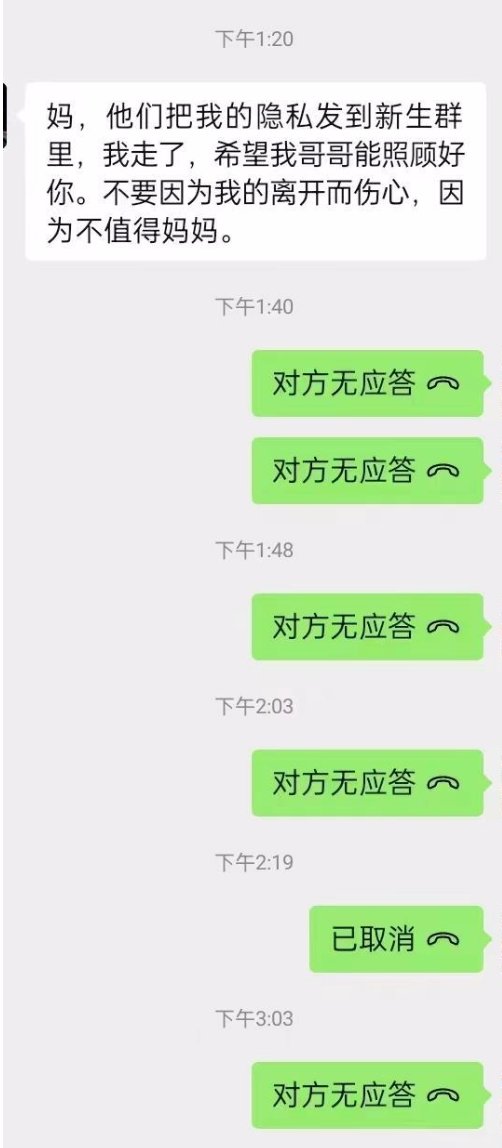 下午1:20
妈，他们把我的隐私发到新生群
里，我走了，希望我哥哥能照顾好
你。不要因为我的离开而伤心，因
为不值得妈妈。
下午1:40
对方无应答
对方无应答
下午1:48
对方无应答
下午2:03
对方无应答
下午2:19
已取消
下午3:03
对方无应答